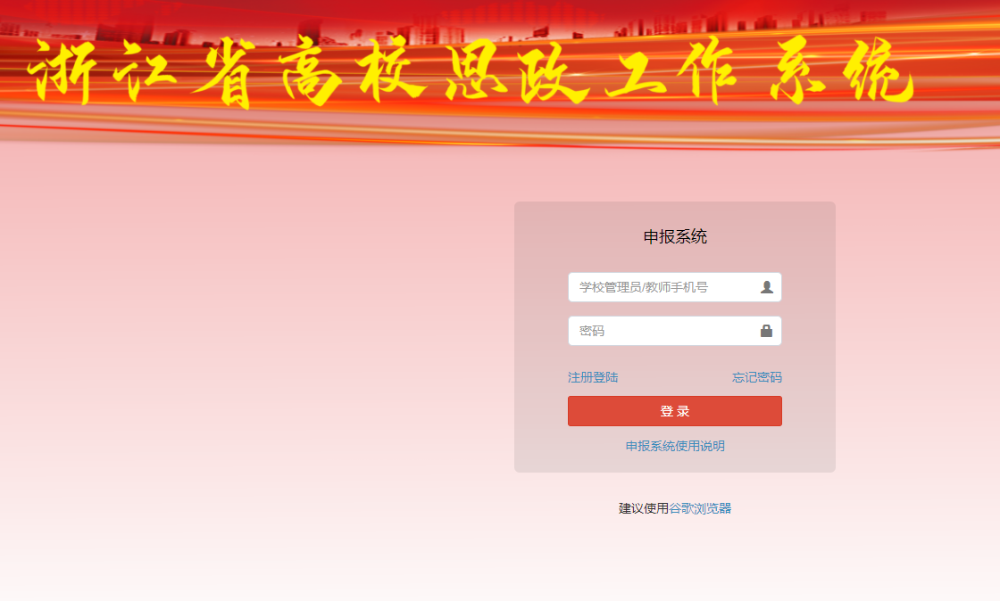 浙江省高校思政工作系统
申报系统
学校管理员/教师手机号
密码
注册登陆 忘记密码
登 录
申报系统使用说明
建议使用谷歌浏览器